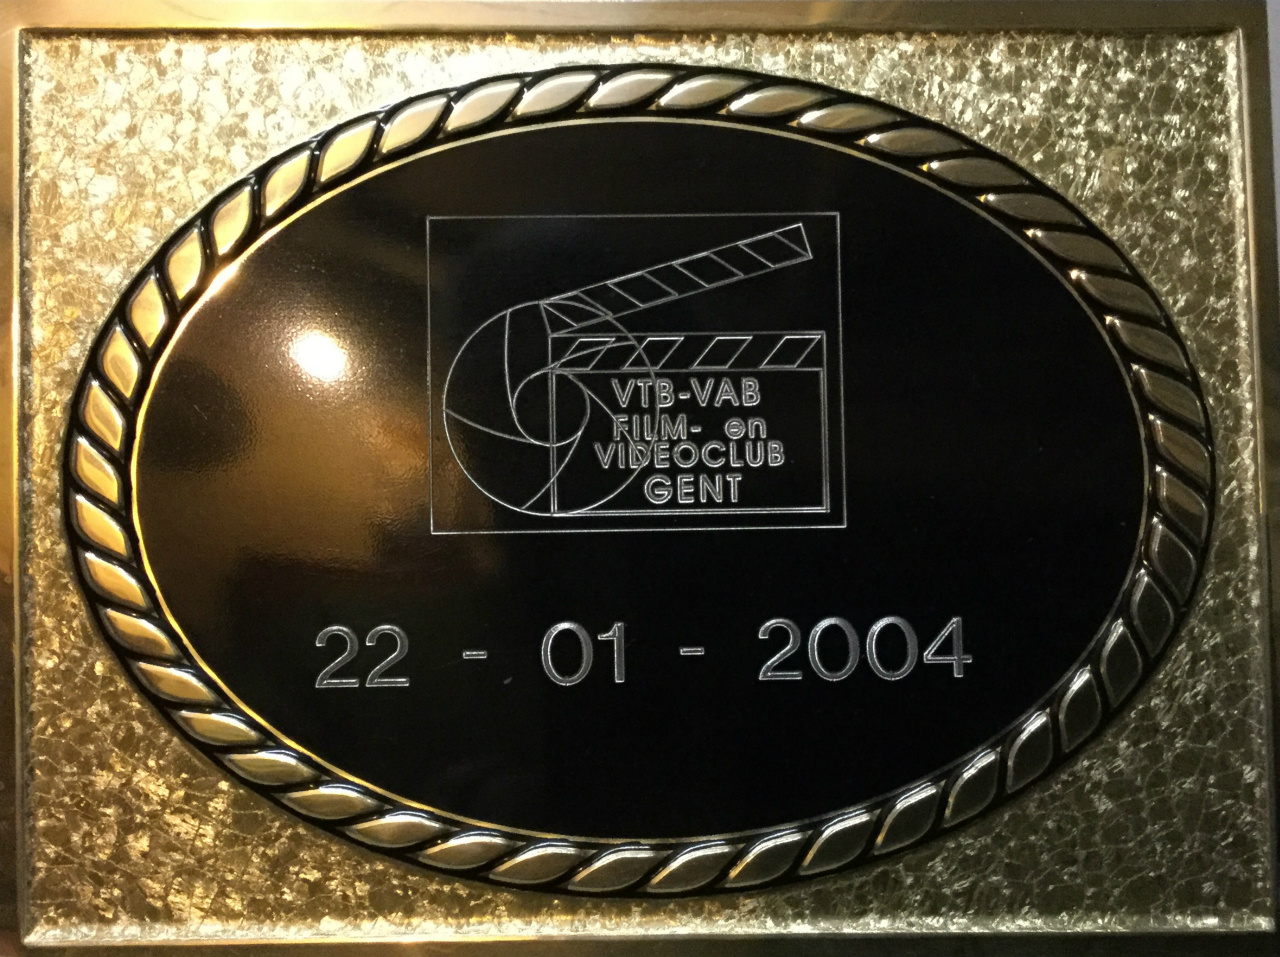 VTB-VAB
FILM- en
VIDEOCLUB
GENT
22 - 01 - 2004